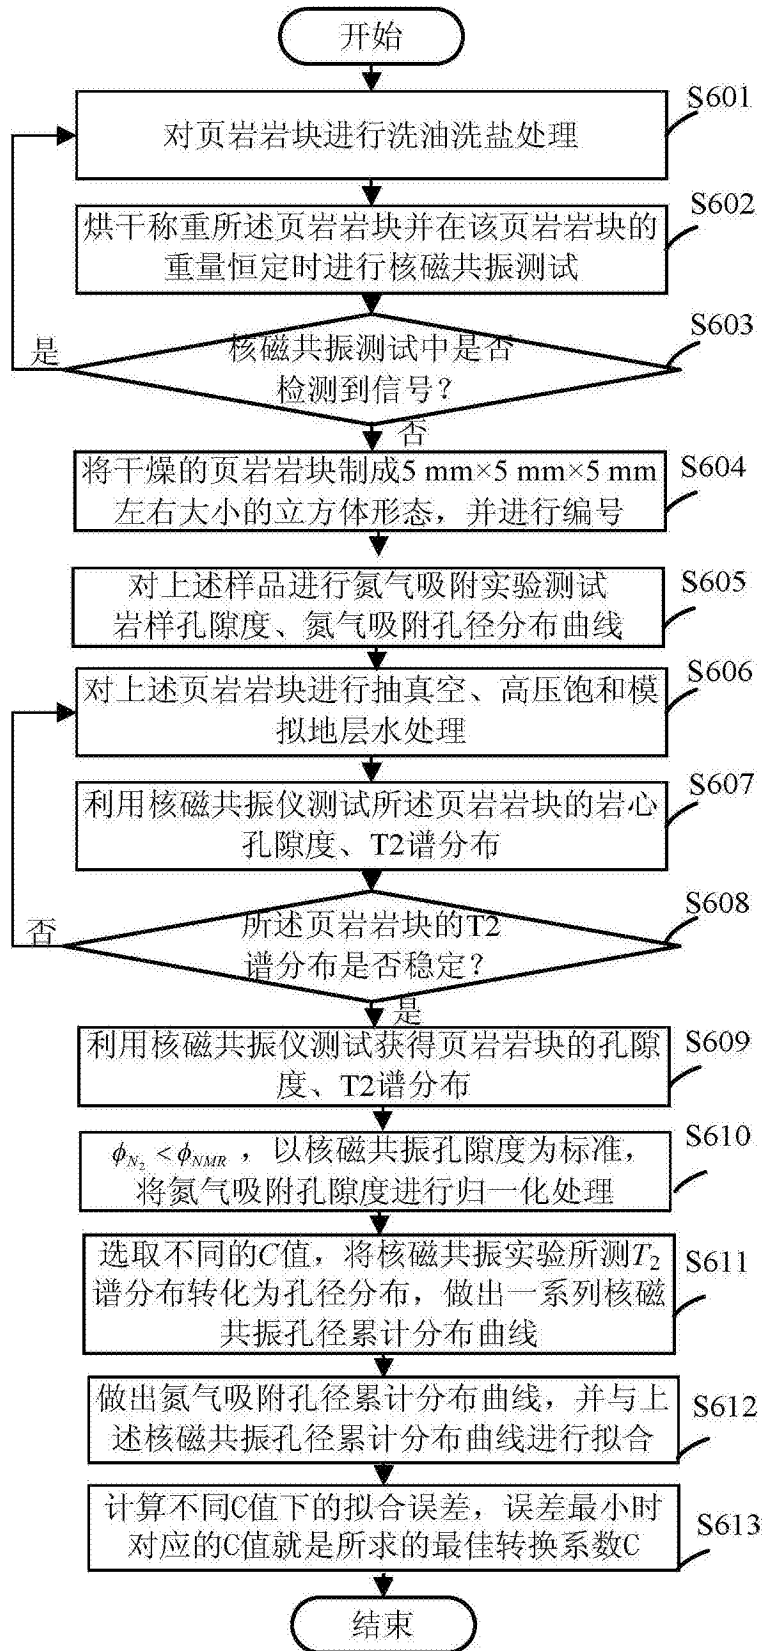 开始
S601
对页岩岩块进行洗油洗盐处理
S602
烘干称重所述页岩岩块并在该页岩岩块的
重量恒定时进行核磁共振测试
S603
核磁共振测试中是否
检测到信号？
是
否
S604
将干燥的页岩岩块制成5 mm×5 mm×5 mm
左右大小的立方体形态，并进行编号
S605
对上述样品进行氮气吸附实验测试
岩样孔隙度、氮气吸附孔径分布曲线
S606
对上述页岩岩块进行抽真空、高压饱和模
拟地层水处理
S607
利用核磁共振仪测试所述页岩岩块的岩心
孔隙度、T2谱分布
S608
所述页岩岩块的T2
谱分布是否稳定？
否
是
S609
利用核磁共振仪测试获得页岩岩块的孔隙
度、T2谱分布
S610
ϕN₂ < ϕNMR ，以核磁共振孔隙度为标准，
将氮气吸附孔隙度进行归一化处理
S611
选取不同的C值，将核磁共振实验所测T₂
谱分布转化为孔径分布，做出一系列核磁
共振孔径累计分布曲线
S612
做出氮气吸附孔径累计分布曲线，并与上
述核磁共振孔径累计分布曲线进行拟合
S613
计算不同C值下的拟合误差，误差最小时
对应的C值就是所求的最佳转换系数C
结束